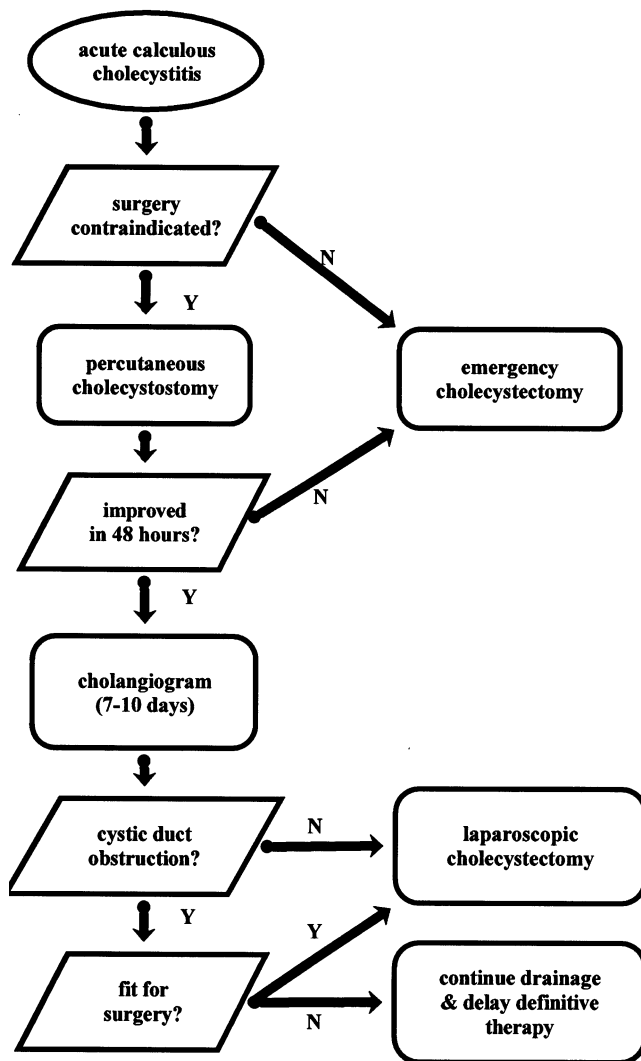 acute calculous
cholecystitis
surgery
contraindicated?
N
Y
percutaneous
cholecystostomy
emergency
cholecystectomy
improved
in 48 hours?
N
Y
cholangiogram
(7-10 days)
cystic duct
obstruction?
N
laparoscopic
cholecystectomy
Y
Y
fit for
surgery?
N
continue drainage
& delay definitive
therapy